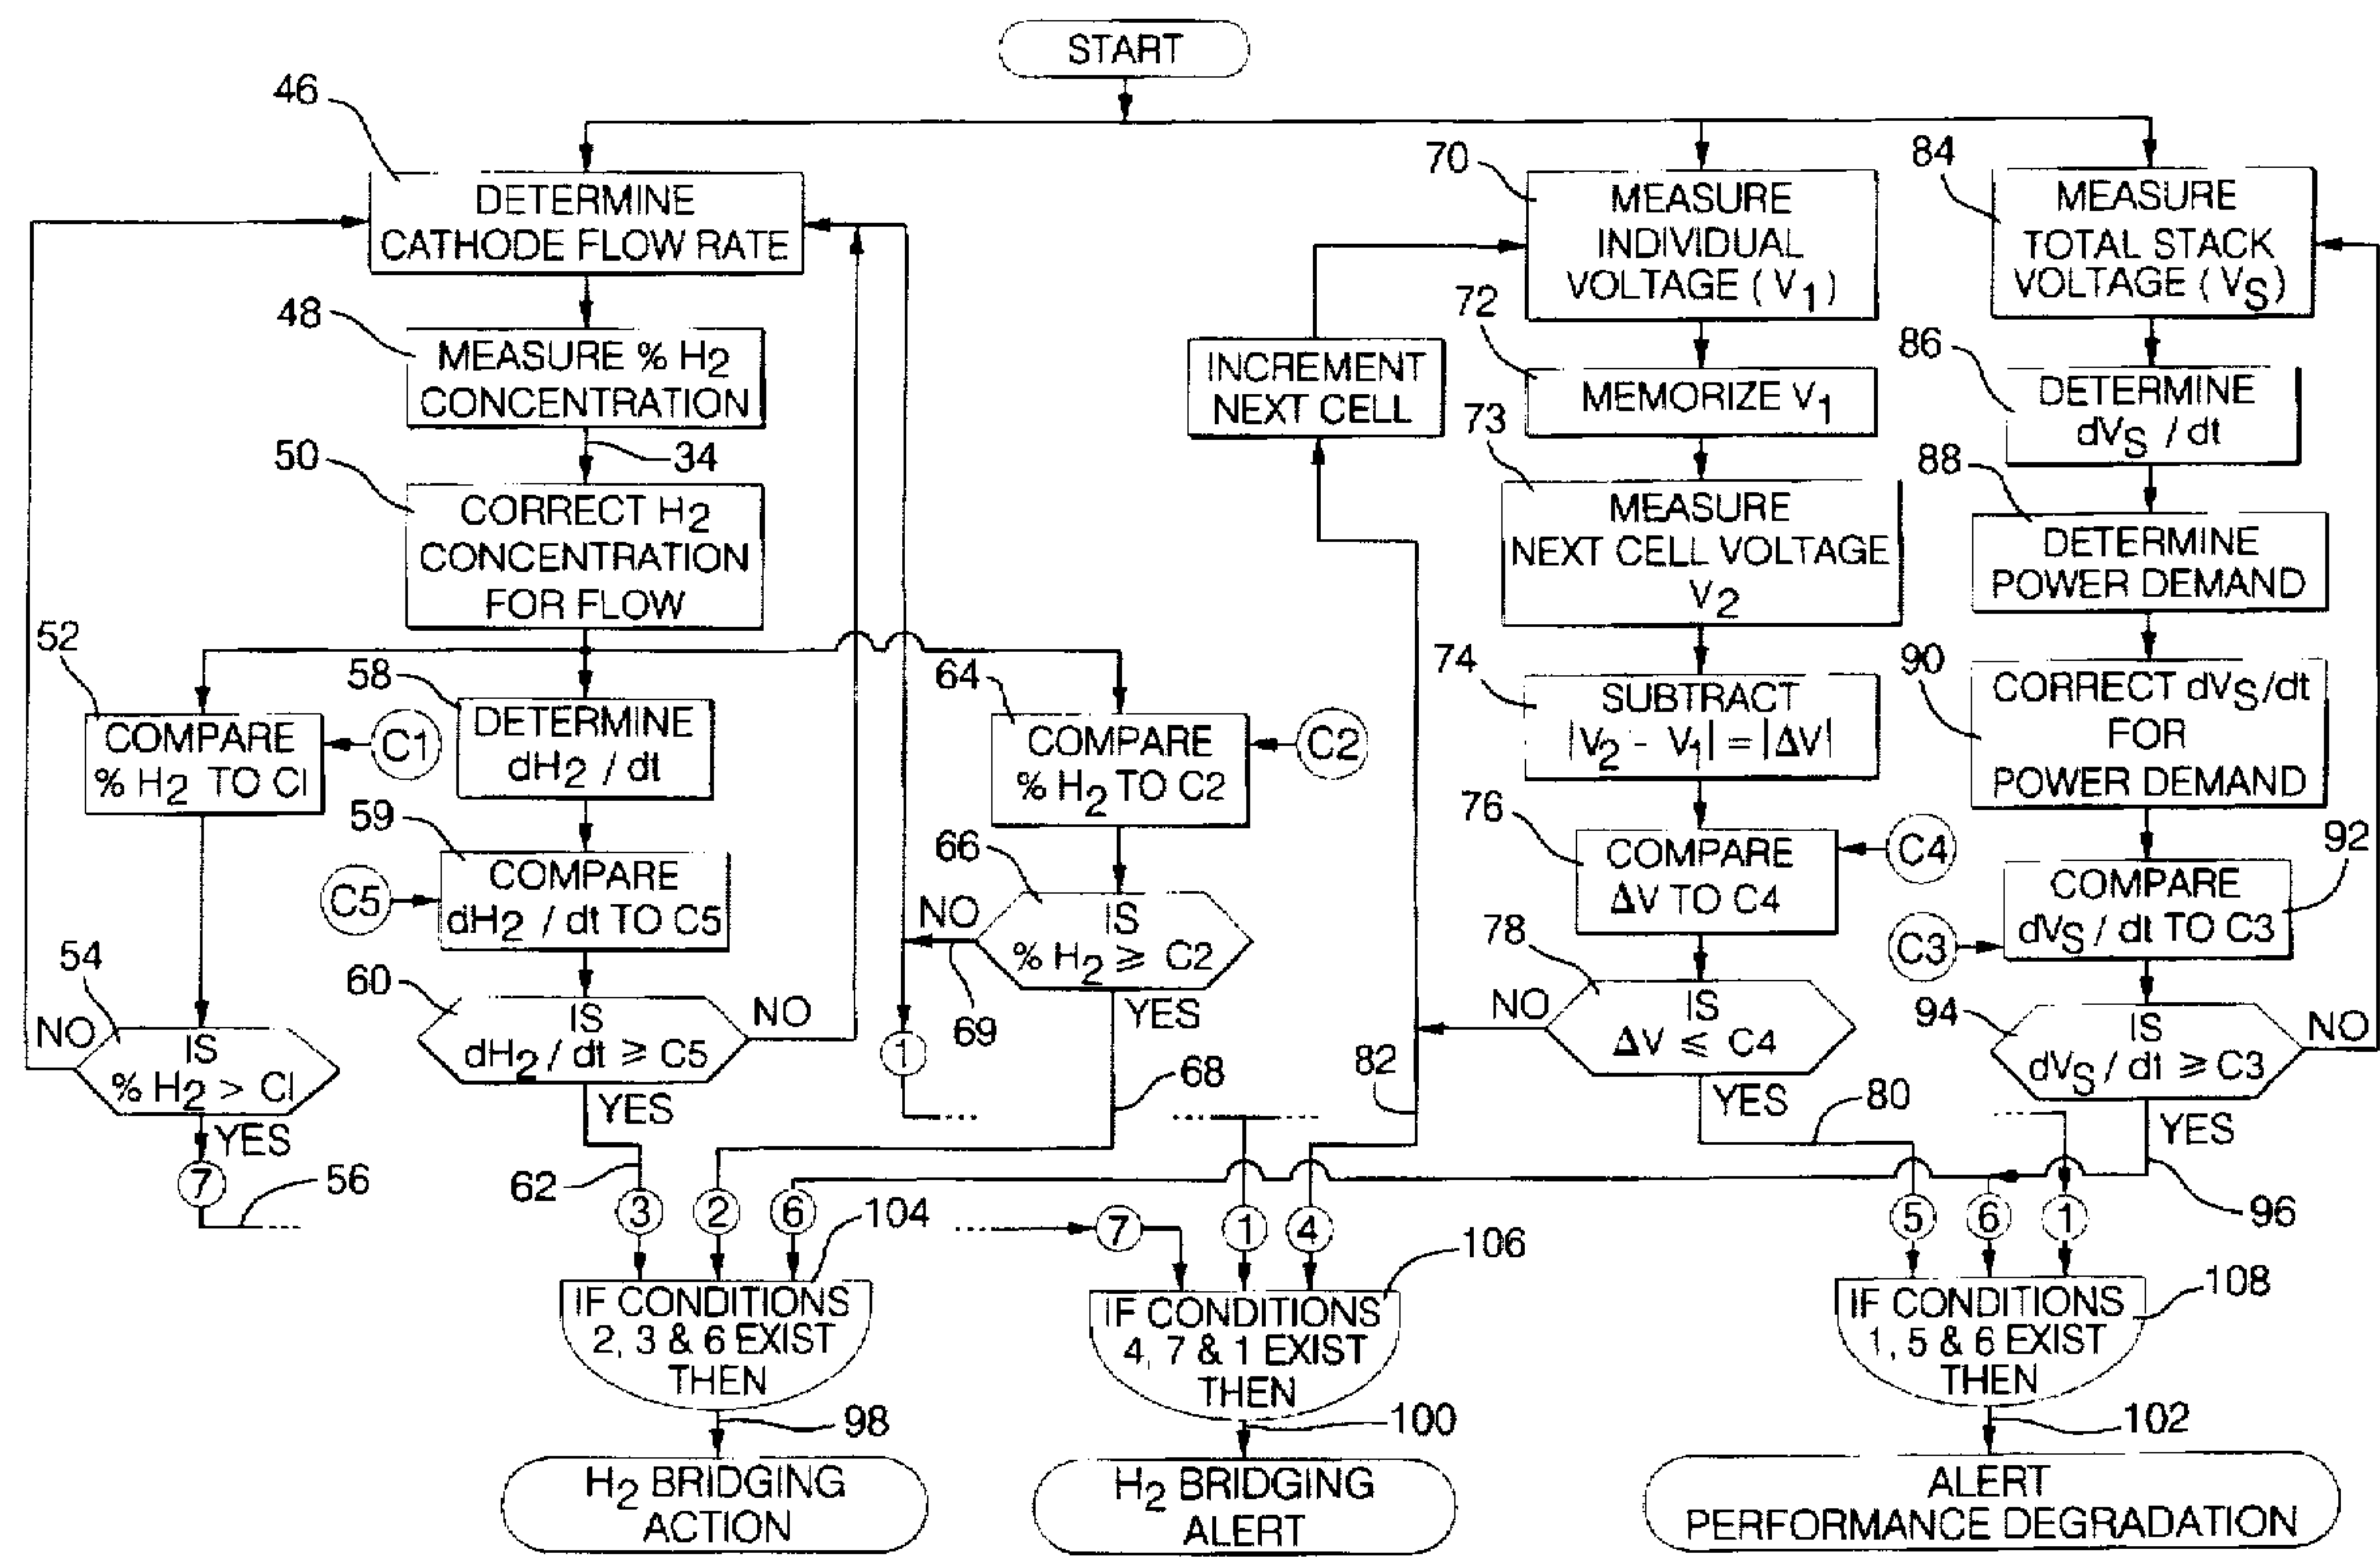 START
46
DETERMINE
CATHODE FLOW RATE
48
MEASURE % H2
CONCENTRATION
34
50
CORRECT H2
CONCENTRATION
FOR FLOW
52
COMPARE
% H2 TO C1
C1
54
IS
% H2 > C1
NO
YES
7
56
58
DETERMINE
dH2 / dt
59
COMPARE
dH2 / dt TO C5
C5
60
IS
dH2 / dt ≥ C5
NO
YES
62
64
COMPARE
% H2 TO C2
C2
66
IS
% H2 ≥ C2
NO
69
YES
68
1
INCREMENT
NEXT CELL
70
MEASURE
INDIVIDUAL
VOLTAGE ( V1 )
72
MEMORIZE V1
73
MEASURE
NEXT CELL VOLTAGE
V2
74
SUBTRACT
|V2 - V1| = |ΔV|
76
COMPARE
ΔV TO C4
C4
78
IS
ΔV ≤ C4
NO
82
YES
80
84
MEASURE
TOTAL STACK
VOLTAGE ( VS )
86
DETERMINE
dVS / dt
88
DETERMINE
POWER DEMAND
90
CORRECT dVS/dt
FOR
POWER DEMAND
92
COMPARE
dVS / dt TO C3
C3
94
IS
dVS / dt ≥ C3
NO
YES
96
3 2 6
104
IF CONDITIONS
2, 3 & 6 EXIST
THEN
98
H2 BRIDGING
ACTION
7 1 4
106
IF CONDITIONS
4, 7 & 1 EXIST
THEN
100
H2 BRIDGING
ALERT
5 6 1
108
IF CONDITIONS
1, 5 & 6 EXIST
THEN
102
ALERT
PERFORMANCE DEGRADATION